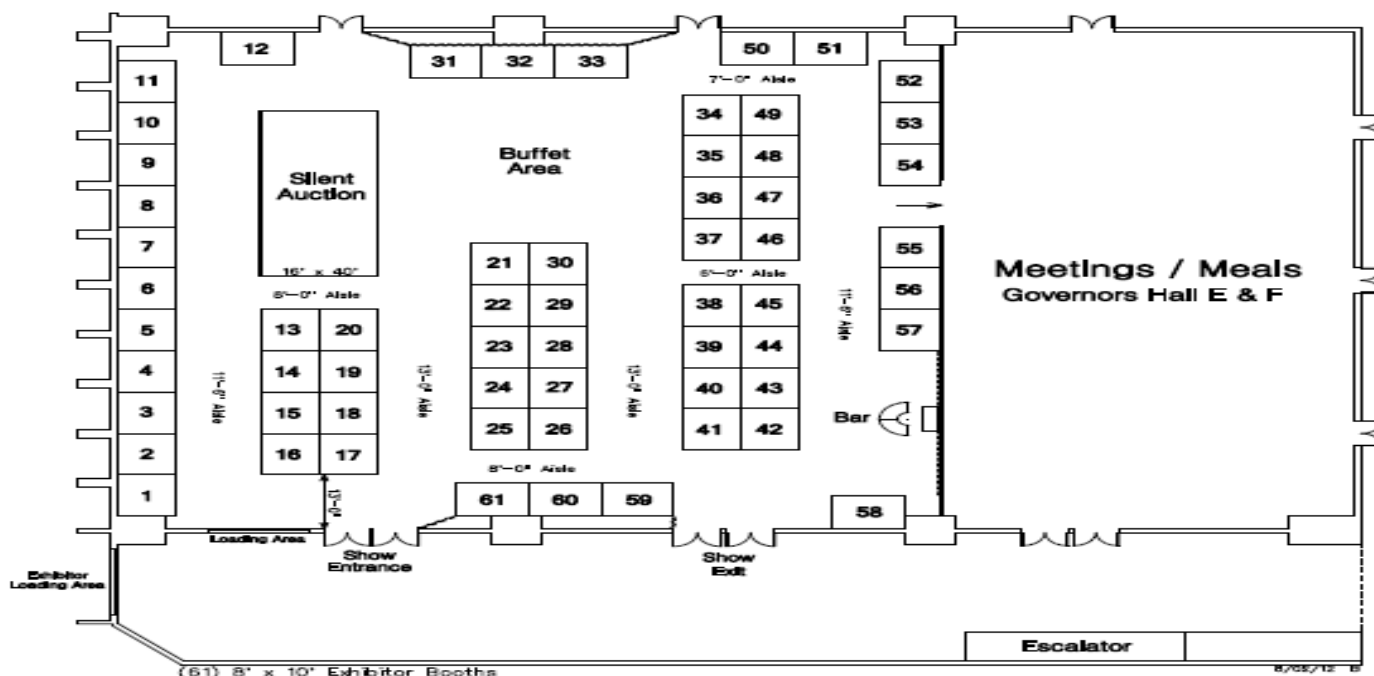 12
31 32 33
50 51
11
10
9
8
7
6
5
4
3
2
1
Silent
Auction
16' x 40'
8'-0" Aisle
13 20
14 19
15 18
16 17
11'-6" Aisle
13'-0"
13'-0" Aisle
Buffet
Area
21 30
22 29
23 28
24 27
25 26
8'-0" Aisle
61 60 59
13'-0" Aisle
7'-0" Aisle
34 49
35 48
36 47
37 46
Aisle
38 45
39 44
40 43
41 42
Aisle
52
53
54
55
56
57
Bar
58
Meetings / Meals
Governors Hall E & F
Loading Area
Show
Entrance
Show
Exit
Exhibitor
Loading Area
Escalator
(61) 8' x 10' Exhibitor Booths